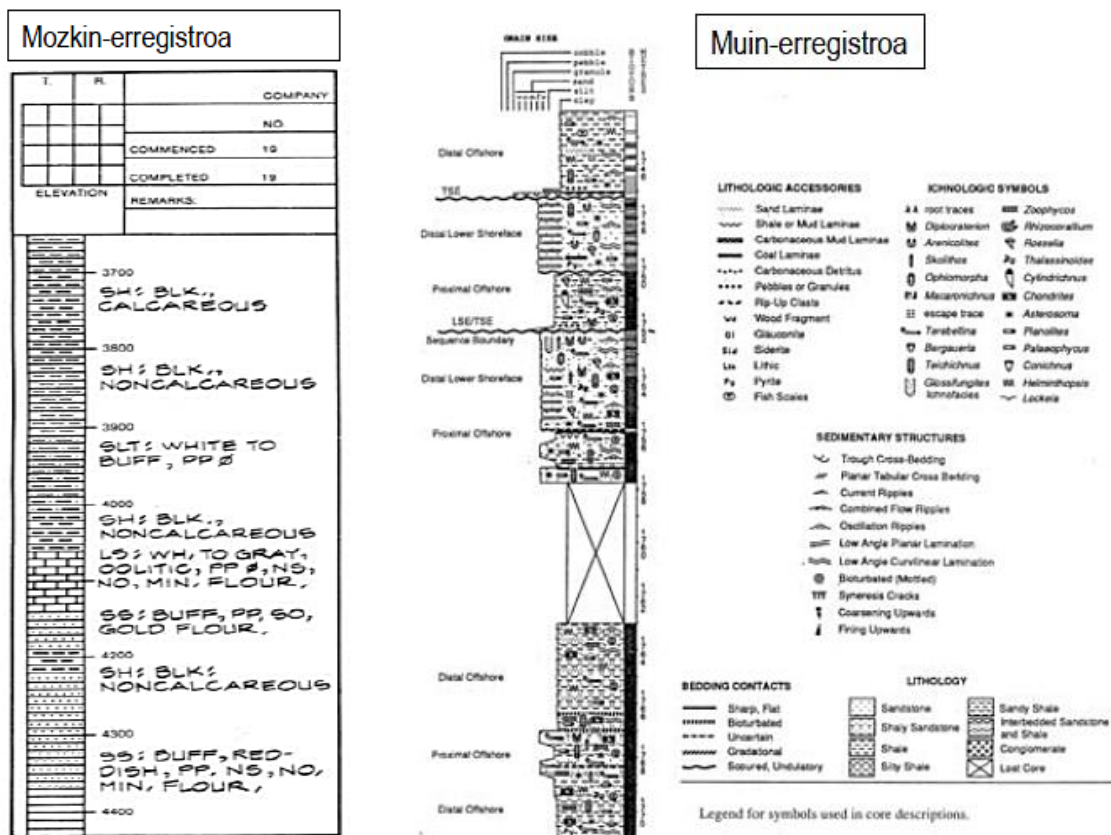 Mozkin-erregistroa
T. R.
COMPANY
NO
COMMENCED 19
COMPLETED 19
ELEVATION
REMARKS:
3700
SH: BLK.,
CALCAREOUS
3800
SH: BLK.,
NONCALCAREOUS
3900
SLT: WHITE TO
BUFF, PP Ø
4000
SH: BLK.,
NONCALCAREOUS
LS: WH, TO GRAY,
OOLITIC, PP Ø, NS,
NO, MIN, FLOUR.
SS: BUFF, PP, SO,
GOLD FLOUR.
4200
SH: BLK:
NONCALCAREOUS
4300
SS: BUFF, RED-
DISH, PP, NS, NO,
MIN, FLOUR,
4400
Muin-erregistroa
GRAIN SIZE
cobble
pebble
granule
sand
silt
clay
Distal Offshore
TSE
Distal Lower Shoreface
Proximal Offshore
LSE/TSE
Sequence Boundary
Distal Lower Shoreface
Proximal Offshore
Distal Offshore
Proximal Offshore
Distal Offshore
LITHOLOGIC ACCESSORIES
Sand Laminae
Shale or Mud Laminae
Carbonaceous Mud Laminae
Coal Laminae
Carbonaceous Detritus
Pebbles or Granules
Rip-Up Clasts
Wood Fragment
Gl Glauconite
Sid Siderite
Lithic
Py Pyrite
Fish Scales
ICHNOLOGIC SYMBOLS
root traces
Diplocraterion
Arenicolites
Skolithos
Ophiomorpha
Macaronichnus
escape trace
Terebellina
Bergaueria
Teichichnus
Glossifungites
Ichnofacies
Zoophycos
Rhizocorallium
Rosselia
Thalassinoides
Cylindrichnus
Chondrites
Asterosoma
Planolites
Palaeophycus
Conichnus
Helminthopsis
Lockeia
SEDIMENTARY STRUCTURES
Trough Cross-Bedding
Planar Tabular Cross Bedding
Current Ripples
Combined Flow Ripples
Oscillation Ripples
Low Angle Planar Lamination
Low Angle Curvilinear Lamination
Bioturbated (Mottled)
Syneresis Cracks
Coarsening Upwards
Fining Upwards
BEDDING CONTACTS
Sharp, Flat
Bioturbated
Uncertain
Gradational
Scoured, Undulatory
LITHOLOGY
Sandstone
Shaly Sandstone
Shale
Silty Shale
Sandy Shale
Interbedded Sandstone
and Shale
Conglomerate
Lost Core
Legend for symbols used in core descriptions.